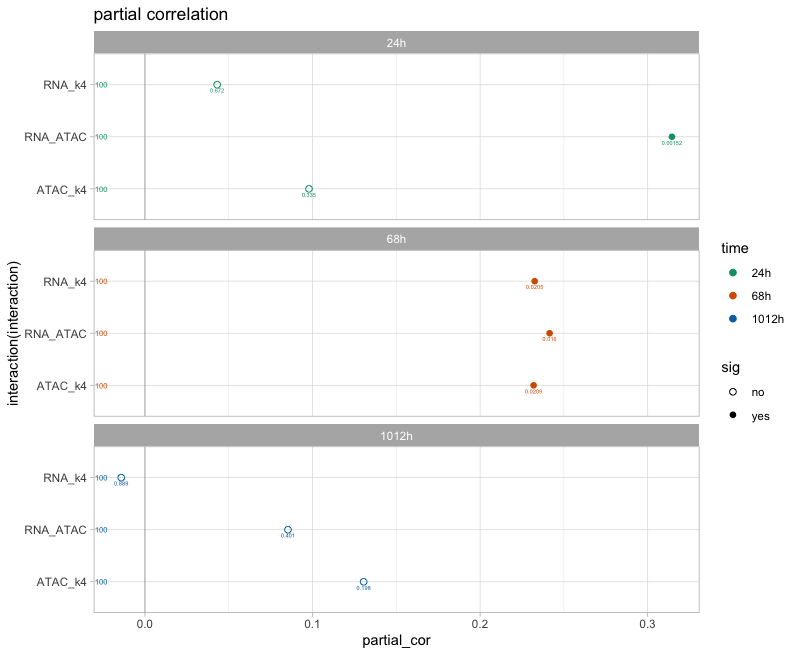 partial correlation
24h
RNA_k4
100
0.672
RNA_ATAC
100
0.00152
ATAC_k4
100
0.335
68h
RNA_k4
100
0.0205
RNA_ATAC
100
0.016
ATAC_k4
100
0.0209
1012h
RNA_k4
100
0.889
RNA_ATAC
100
0.401
ATAC_k4
100
0.198
0.0
0.1
0.2
0.3
partial_cor
interaction(interaction)
time
24h
68h
1012h
sig
no
yes